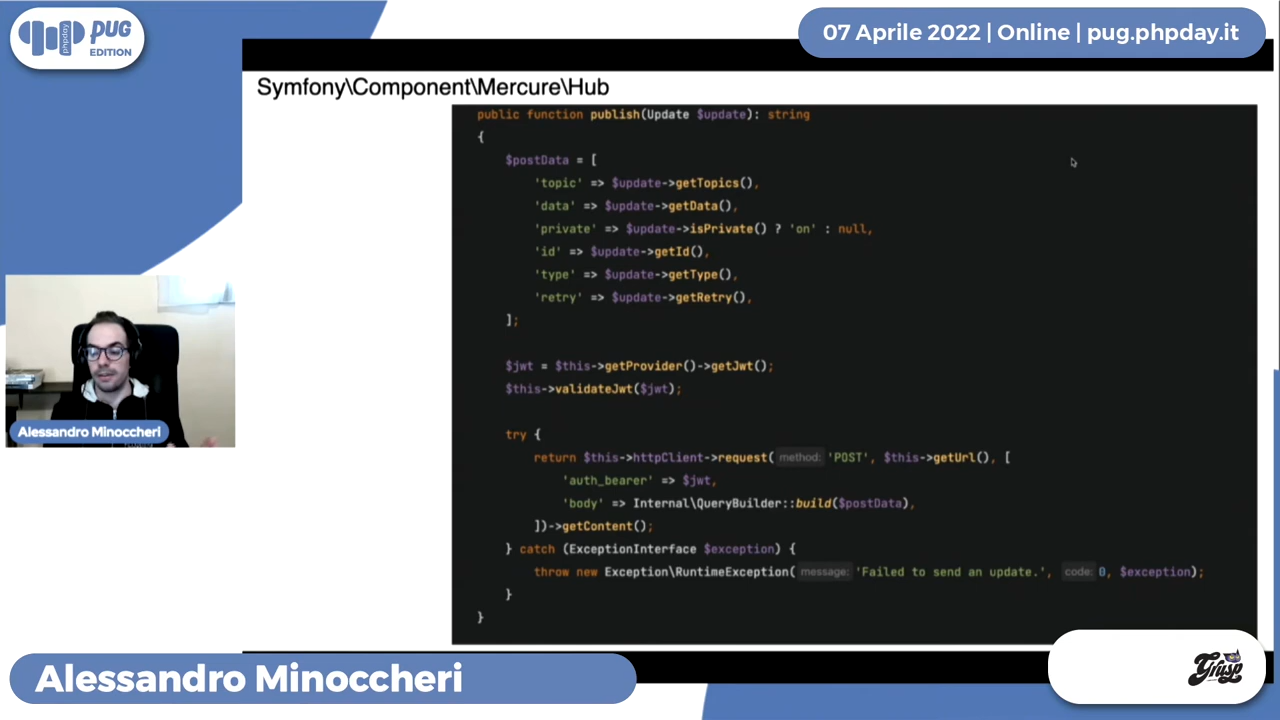 phpday
PUG
EDITION
07 Aprile 2022 | Online | pug.phpday.it
Symfony\Component\Mercure\Hub
public function publish(Update $update): string
{
    $postData = [
        'topic' => $update->getTopics(),
        'data' => $update->getData(),
        'private' => $update->isPrivate() ? 'on' : null,
        'id' => $update->getId(),
        'type' => $update->getType(),
        'retry' => $update->getRetry(),
    ];
    $jwt = $this->getProvider()->getJwt();
    $this->validateJwt($jwt);
    try {
        return $this->httpClient->request( method: 'POST', $this->getUrl(), [
            'auth_bearer' => $jwt,
            'body' => Internal\QueryBuilder::build($postData),
        ])->getContent();
    } catch (ExceptionInterface $exception) {
        throw new Exception\RuntimeException( message: 'Failed to send an update.', code: 0, $exception);
    }
}
Alessandro Minoccheri
Alessandro Minoccheri
Grusp